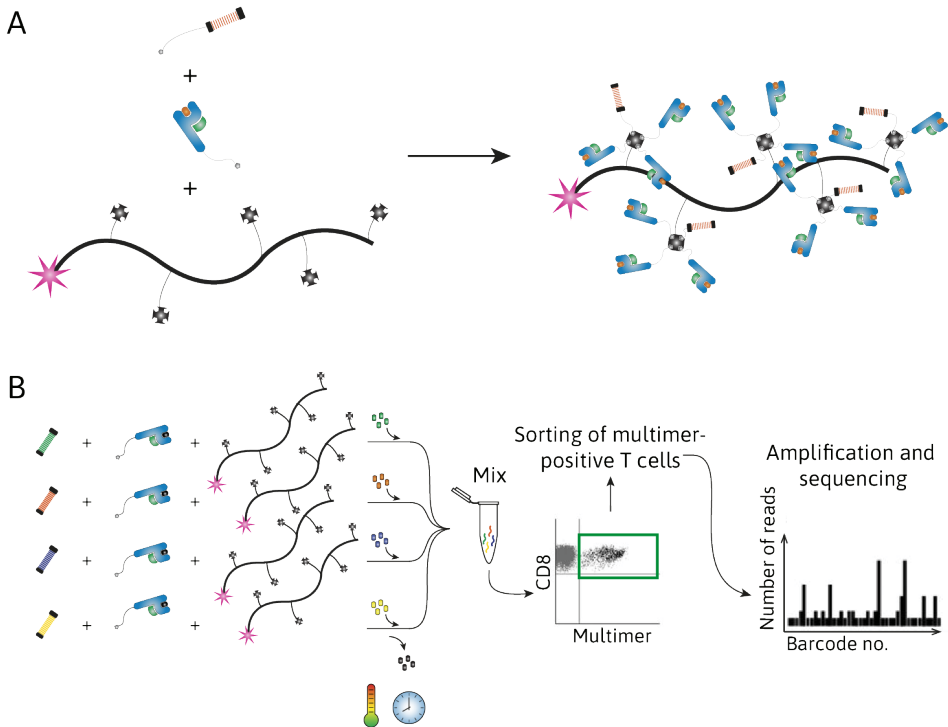 A
+
+
B
+
+
+
+
+
+
+
+
Mix
Sorting of multimer-
positive T cells
CD8
Multimer
Amplification and
sequencing
Number of reads
Barcode no.